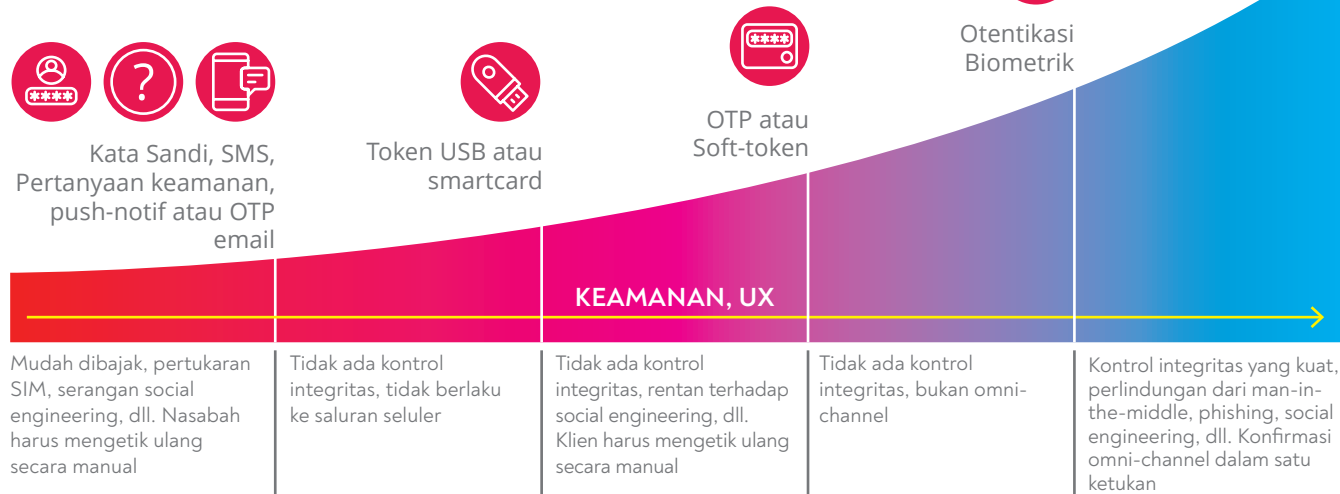 Kata Sandi, SMS,
Pertanyaan keamanan,
push-notif atau OTP
email
Token USB atau
smartcard
OTP atau
Soft-token
Otentikasi
Biometrik
KEAMANAN, UX
Mudah dibajak, pertukaran
SIM, serangan social
engineering, dll. Nasabah
harus mengetik ulang
secara manual
Tidak ada kontrol
integritas, tidak berlaku
ke saluran seluler
Tidak ada kontrol
integritas, rentan terhadap
social engineering, dll.
Klien harus mengetik ulang
secara manual
Tidak ada kontrol
integritas, bukan omni-
channel
Kontrol integritas yang kuat,
perlindungan dari man-in-
the-middle, phishing, social
engineering, dll. Konfirmasi
omni-channel dalam satu
ketukan